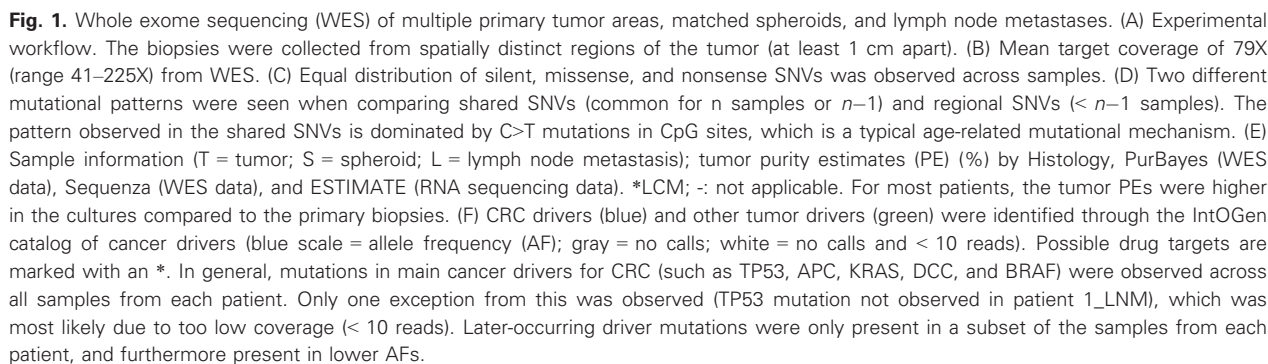 Fig. 1. Whole exome sequencing (WES) of multiple primary tumor areas, matched spheroids, and lymph node metastases. (A) Experimental
workflow. The biopsies were collected from spatially distinct regions of the tumor (at least 1 cm apart). (B) Mean target coverage of 79X
(range 41–225X) from WES. (C) Equal distribution of silent, missense, and nonsense SNVs was observed across samples. (D) Two different
mutational patterns were seen when comparing shared SNVs (common for n samples or n−1) and regional SNVs (< n−1 samples). The
pattern observed in the shared SNVs is dominated by C>T mutations in CpG sites, which is a typical age-related mutational mechanism. (E)
Sample information (T = tumor; S = spheroid; L = lymph node metastasis); tumor purity estimates (PE) (%) by Histology, PurBayes (WES
data), Sequenza (WES data), and ESTIMATE (RNA sequencing data). *LCM; -: not applicable. For most patients, the tumor PEs were higher
in the cultures compared to the primary biopsies. (F) CRC drivers (blue) and other tumor drivers (green) were identified through the IntOGen
catalog of cancer drivers (blue scale = allele frequency (AF); gray = no calls; white = no calls and < 10 reads). Possible drug targets are
marked with an *. In general, mutations in main cancer drivers for CRC (such as TP53, APC, KRAS, DCC, and BRAF) were observed across
all samples from each patient. Only one exception from this was observed (TP53 mutation not observed in patient 1_LNM), which was
most likely due to too low coverage (< 10 reads). Later-occurring driver mutations were only present in a subset of the samples from each
patient, and furthermore present in lower AFs.